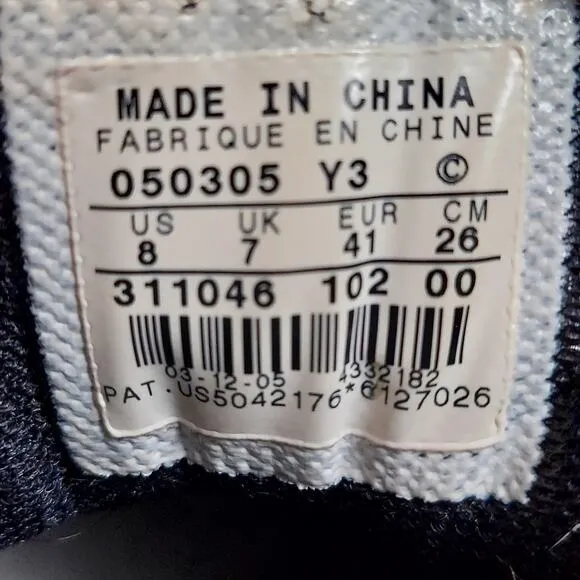 MADE IN CHINA
FABRIQUE EN CHINE
050305 Y3 ©
US UK EUR CM
8 7 41 26
311046 102 00
03-12-05 4332182
PAT.US5042176*6127026